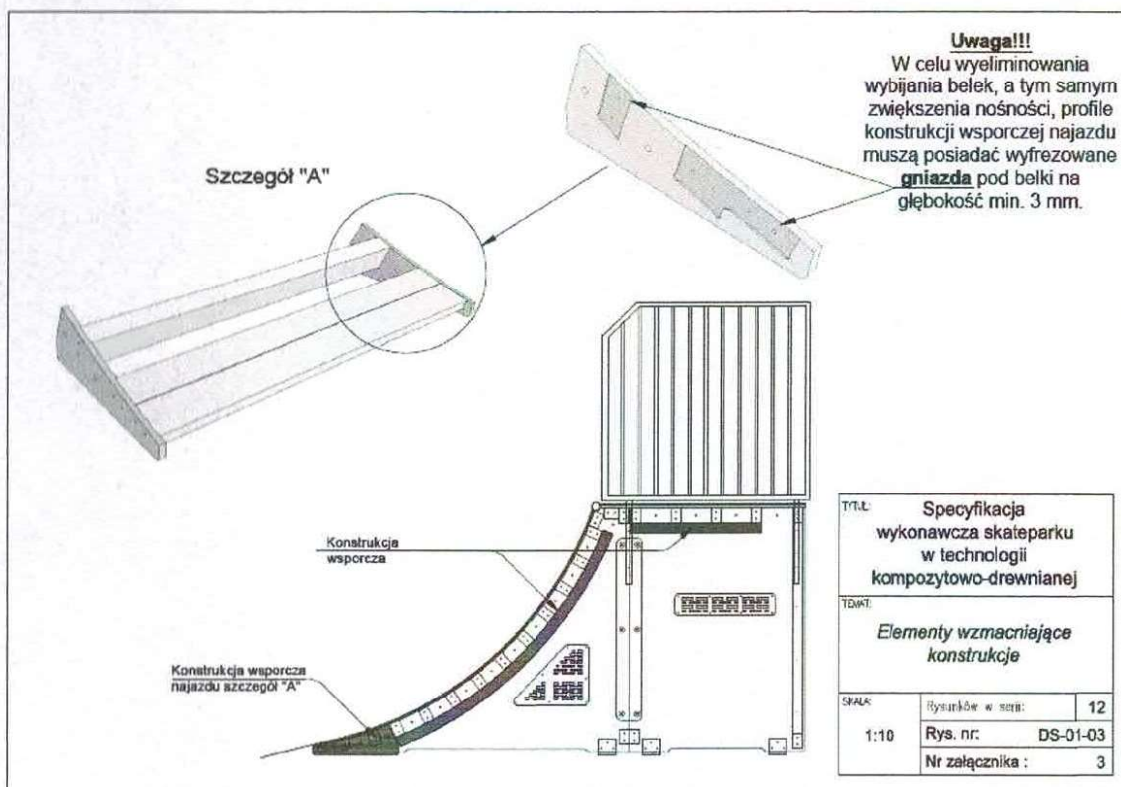 Uwaga!!!
W celu wyeliminowania
wybijania belek, a tym samym
zwiększenia nośności, profile
konstrukcji wsporczej najazdu
muszą posiadać wyfrezowane
gniazda pod belki na
głębokość min. 3 mm.
Szczegół "A"
Konstrukcja
wsporcza
Konstrukcja wsporcza
najazdu szczegół "A"
TYTUŁ:
Specyfikacja
wykonawcza skateparku
w technologii
kompozytowo-drewnianej
TEMAT:
Elementy wzmacniające
konstrukcje
SKALA:
1:10
Rysunków w serii: 12
Rys. nr: DS-01-03
Nr załącznika : 3